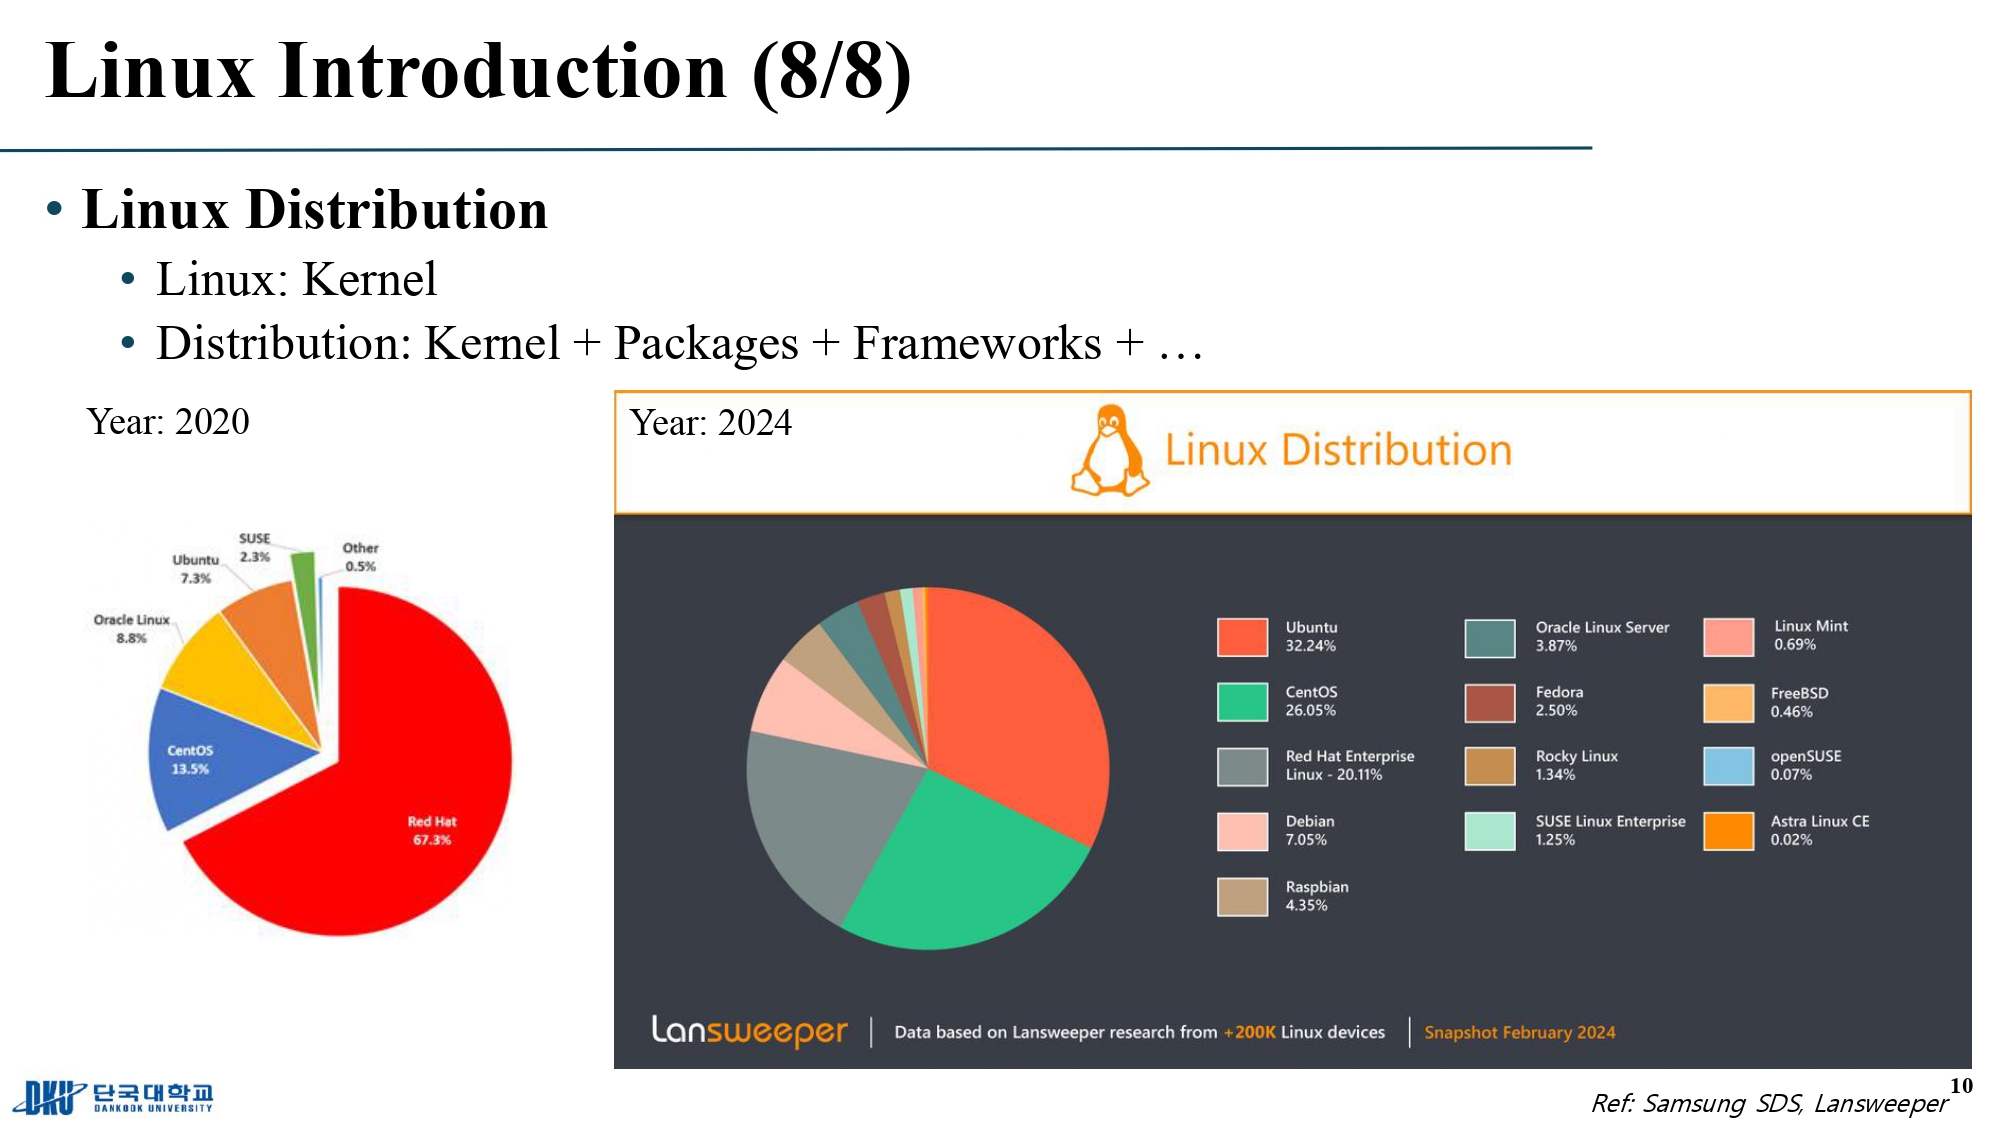 Linux Introduction (8/8)
• Linux Distribution
• Linux: Kernel
• Distribution: Kernel + Packages + Frameworks + …
Year: 2020
SUSE
2.3%
Other
0.5%
Ubuntu
7.3%
Oracle Linux
8.8%
CentOS
13.5%
Red Hat
67.3%
Year: 2024
Linux Distribution
Ubuntu
32.24%
CentOS
26.05%
Red Hat Enterprise
Linux - 20.11%
Debian
7.05%
Raspbian
4.35%
Oracle Linux Server
3.87%
Fedora
2.50%
Rocky Linux
1.34%
SUSE Linux Enterprise
1.25%
Linux Mint
0.69%
FreeBSD
0.46%
openSUSE
0.07%
Astra Linux CE
0.02%
Lansweeper
Data based on Lansweeper research from +200K Linux devices
Snapshot February 2024
DKU 단국대학교
DANKOOK UNIVERSITY
Ref: Samsung SDS, Lansweeper
10